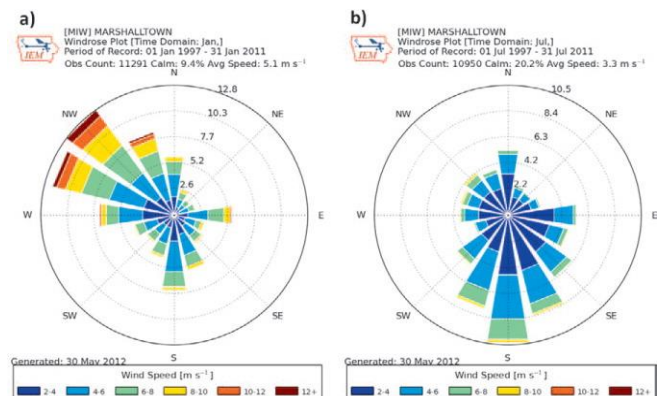 a)
[MIW] MARSHALLTOWN
Windrose Plot [Time Domain: Jan,]
Period of Record: 01 Jan 1997 - 31 Jan 2011
Obs Count: 11291 Calm: 9.4% Avg Speed: 5.1 m s⁻¹
IEM
N
12.8
NW
NE
10.3
7.7
5.2
2.6
W
E
SW
SE
S
Generated: 30 May 2012
Wind Speed [m s⁻¹]
2-4 4-6 6-8 8-10 10-12 12+
b)
[MIW] MARSHALLTOWN
Windrose Plot [Time Domain: Jul,]
Period of Record: 01 Jul 1997 - 31 Jul 2011
Obs Count: 10950 Calm: 20.2% Avg Speed: 3.3 m s⁻¹
IEM
N
10.5
NW
NE
8.4
6.3
4.2
2.2
W
E
SW
SE
S
Generated: 30 May 2012
Wind Speed [m s⁻¹]
2-4 4-6 6-8 8-10 10-12 12+